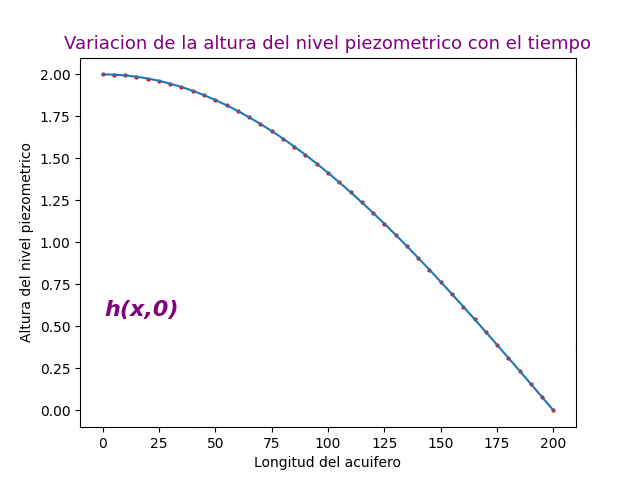 Variacion de la altura del nivel piezometrico con el tiempo
Altura del nivel piezometrico
2.00
1.75
1.50
1.25
1.00
0.75
0.50
0.25
0.00
h(x,0)
0 25 50 75 100 125 150 175 200
Longitud del acuifero